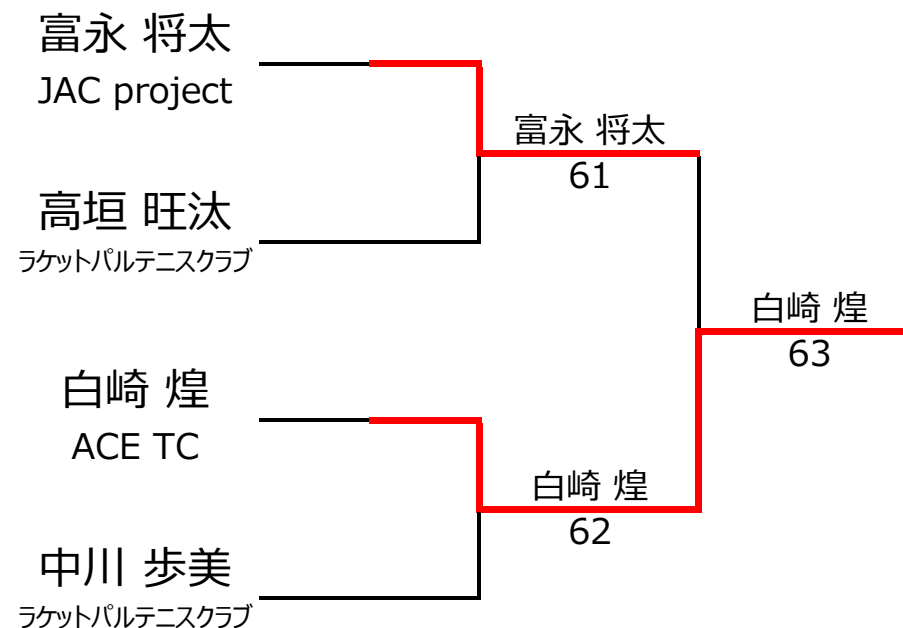 富永 将太
JAC project
富永 将太
61
高垣 旺汰
ラケットパルテニスクラブ
白崎 煌
63
白崎 煌
ACE TC
白崎 煌
62
中川 歩美
ラケットパルテニスクラブ